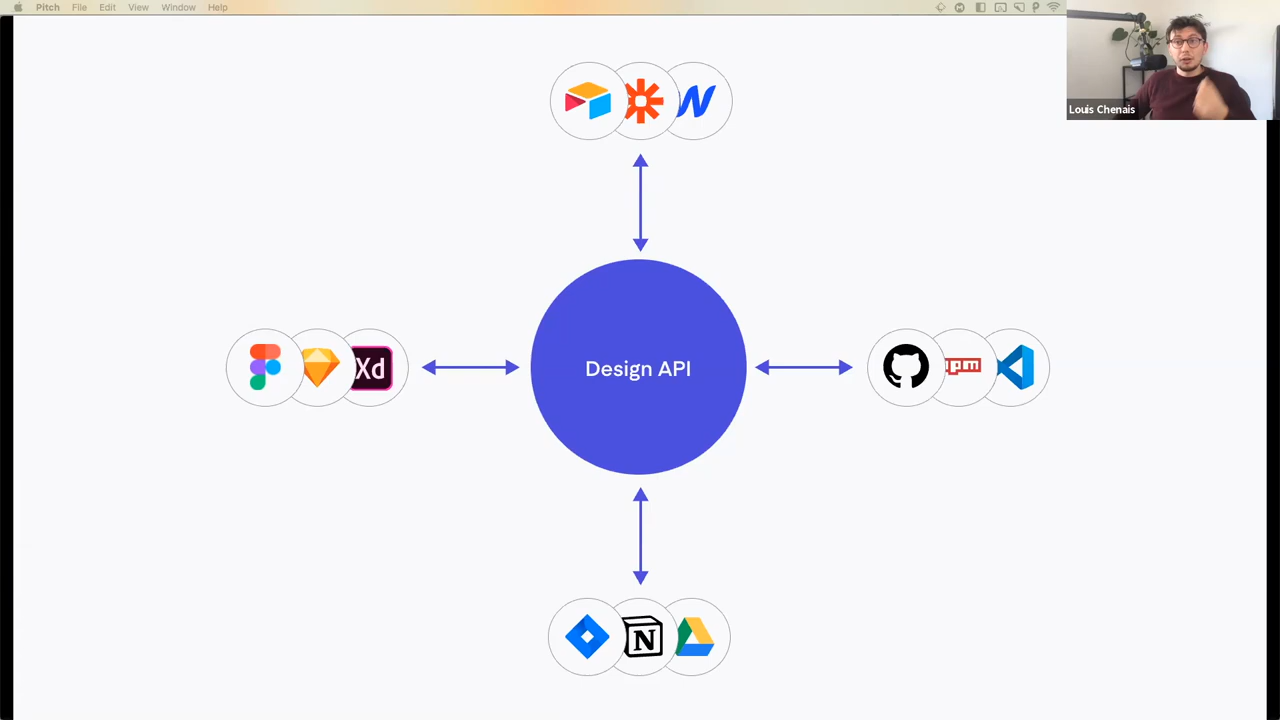 Pitch File Edit View Window Help
Louis Chenais
Design API
Xd
npm
N